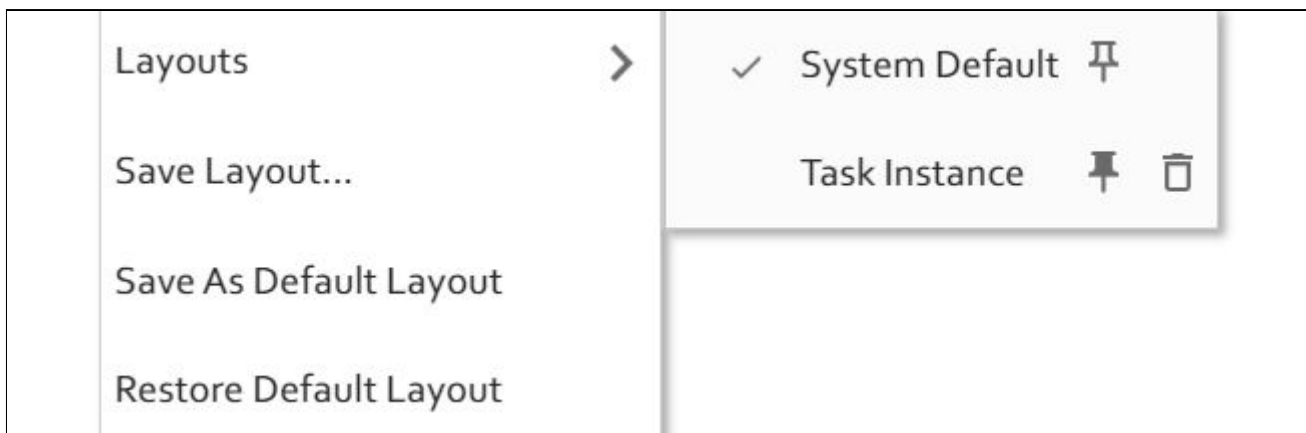 Layouts
Save Layout...
Save As Default Layout
Restore Default Layout
System Default
Task Instance